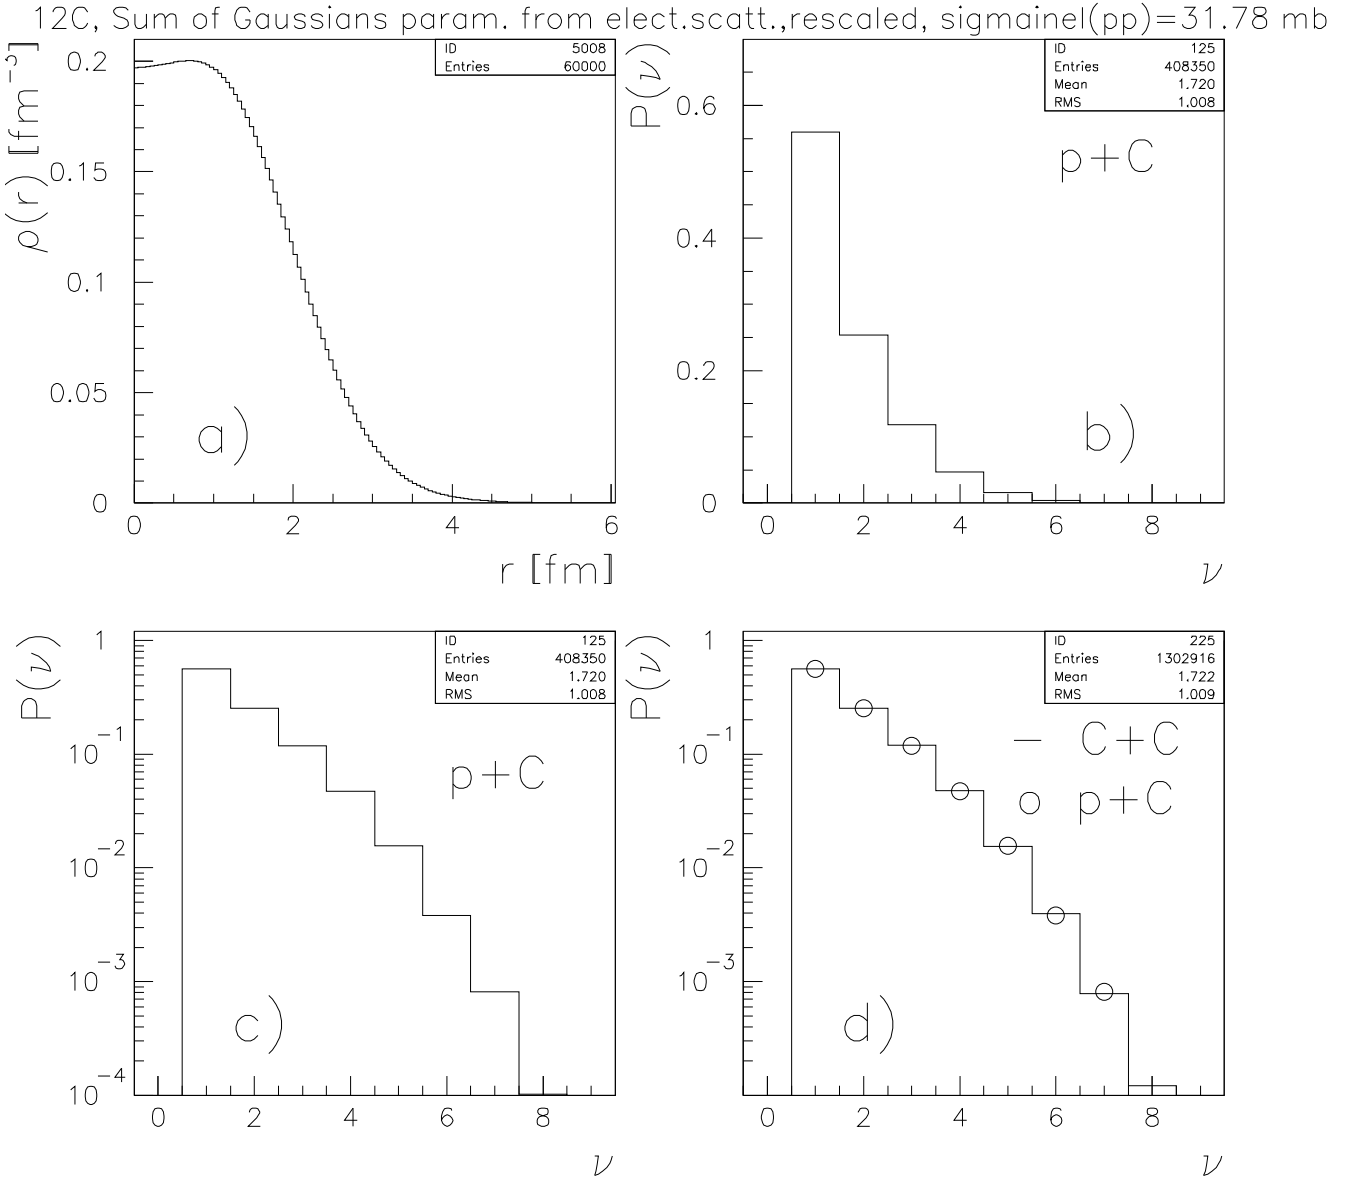 12C, Sum of Gaussians param. from elect.scatt.,rescaled, sigmainel(pp)=31.78 mb
ρ(r) [fm⁻³]
0.2
0.15
0.1
0.05
0
0 2 4 6
r [fm]
ID 5008
Entries 60000
a)
P(ν)
0.6
0.4
0.2
0
0 2 4 6 8
ν
ID 125
Entries 408350
Mean 1.720
RMS 1.008
p+C
b)
P(ν)
1
10⁻¹
10⁻²
10⁻³
10⁻⁴
0 2 4 6 8
ν
ID 125
Entries 408350
Mean 1.720
RMS 1.008
p+C
c)
P(ν)
1
10⁻¹
10⁻²
10⁻³
10⁻⁴
0 2 4 6 8
ν
ID 225
Entries 1302916
Mean 1.722
RMS 1.009
— C+C
o p+C
d)